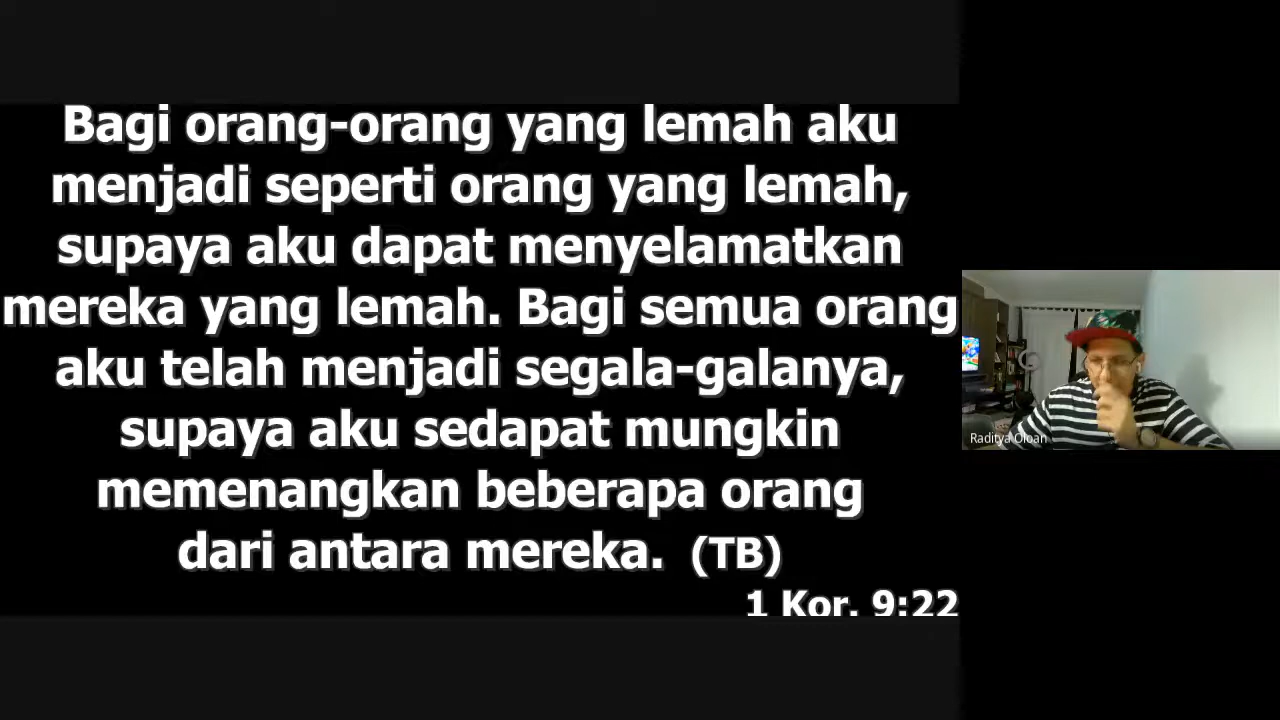 Bagi orang-orang yang lemah aku
menjadi seperti orang yang lemah,
supaya aku dapat menyelamatkan
mereka yang lemah. Bagi semua orang
aku telah menjadi segala-galanya,
supaya aku sedapat mungkin
memenangkan beberapa orang
dari antara mereka. (TB)
1 Kor. 9:22
Raditya Oloan